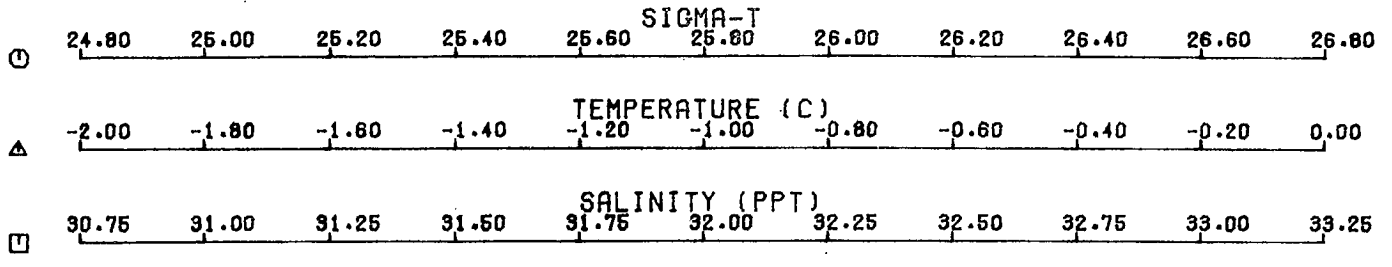 SIGMA-T
24.80 25.00 25.20 25.40 25.60 25.80 26.00 26.20 26.40 26.60 26.80
TEMPERATURE (C)
-2.00 -1.80 -1.60 -1.40 -1.20 -1.00 -0.80 -0.60 -0.40 -0.20 0.00
SALINITY (PPT)
30.75 31.00 31.25 31.50 31.75 32.00 32.25 32.50 32.75 33.00 33.25